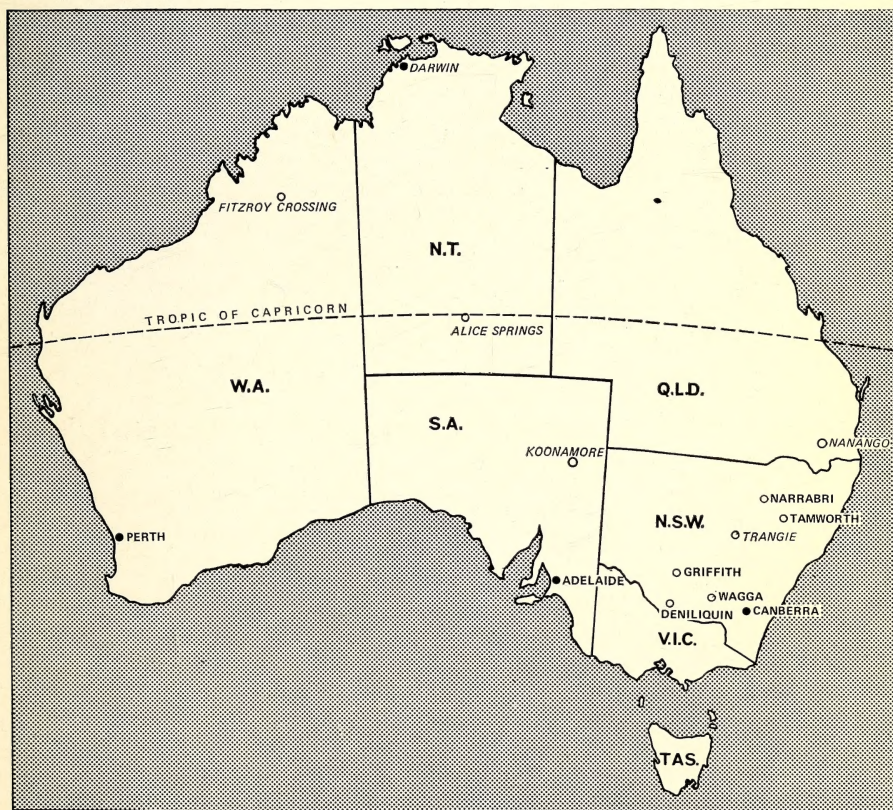 DARWIN
FITZROY CROSSING
N.T.
TROPIC OF CAPRICORN
ALICE SPRINGS
W.A.
Q.L.D.
S.A.
NANANGO
KOONAMORE
NARRABRI
N.S.W.
TAMWORTH
TRANGIE
PERTH
GRIFFITH
ADELAIDE
WAGGA
DENILIQUIN
CANBERRA
V.I.C.
TAS.